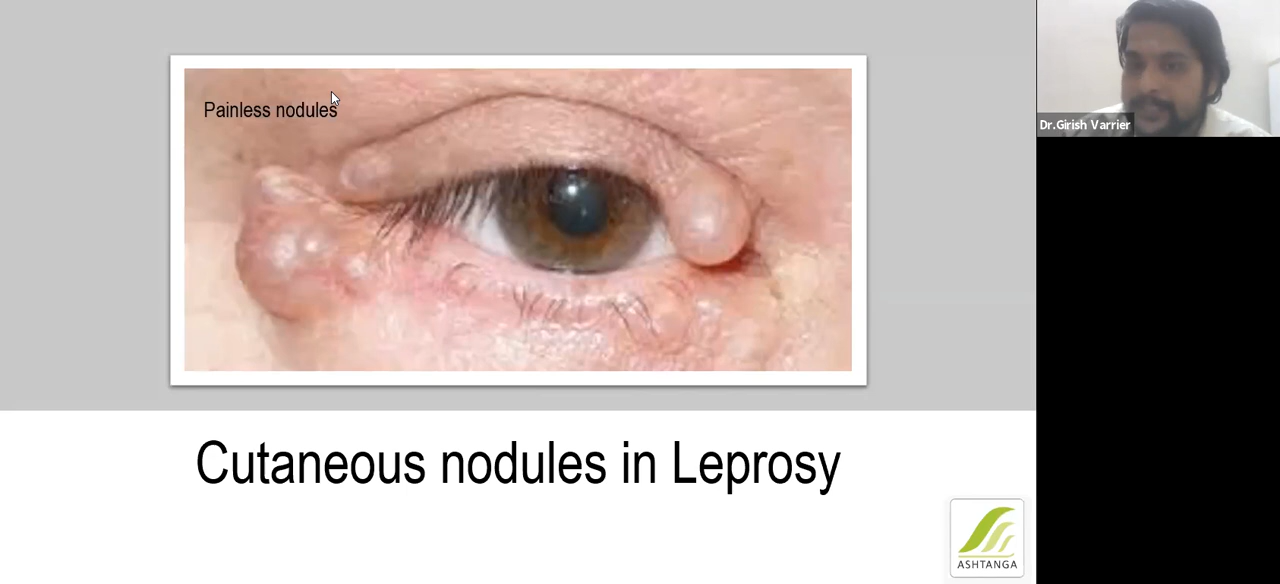 Painless nodules
Dr.Girish Varrier
Cutaneous nodules in Leprosy
ASHTANGA